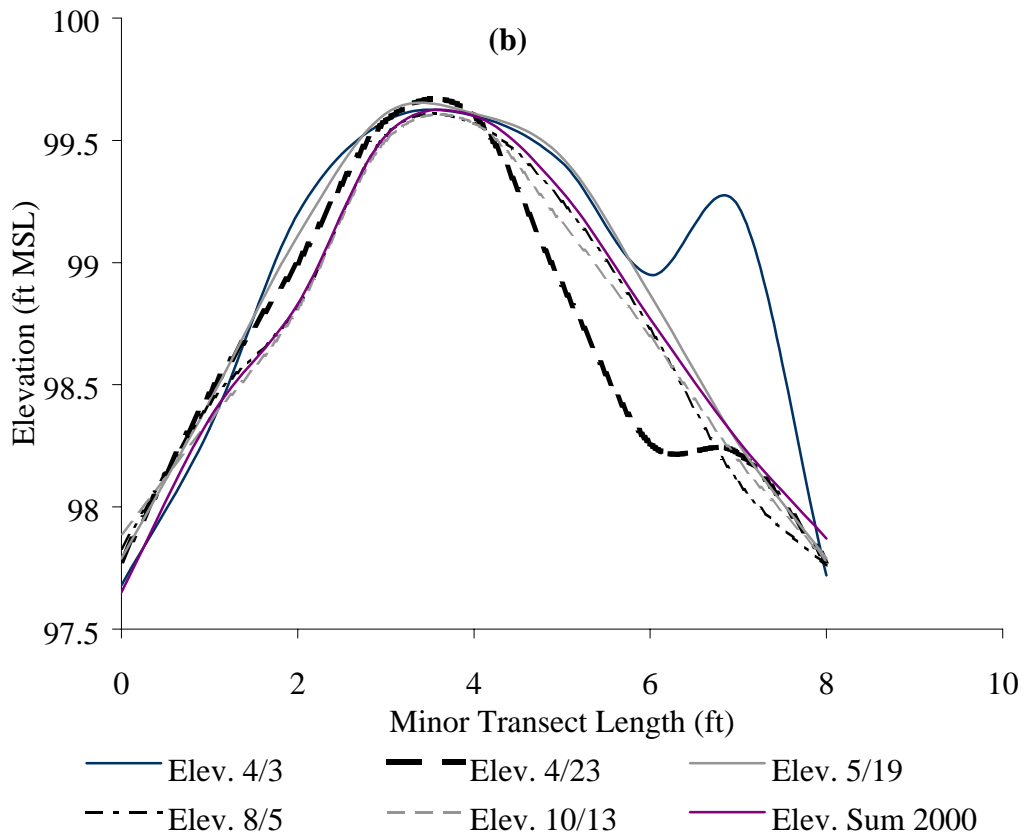 (b)
100
99.5
99
98.5
98
97.5
Elevation (ft MSL)
0 2 4 6 8 10
Minor Transect Length (ft)
Elev. 4/3 Elev. 4/23 Elev. 5/19
Elev. 8/5 Elev. 10/13 Elev. Sum 2000